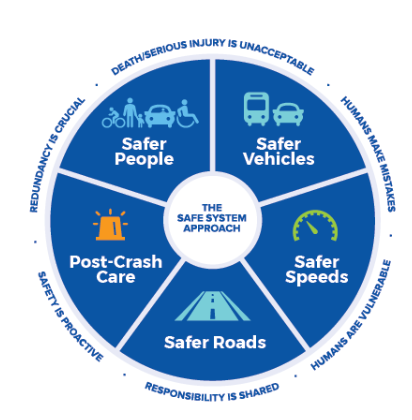 DEATH/SERIOUS INJURY IS UNACCEPTABLE
HUMANS MAKE MISTAKES
HUMANS ARE VULNERABLE
RESPONSIBILITY IS SHARED
SAFETY IS PROACTIVE
REDUNDANCY IS CRUCIAL
Safer
People
Safer
Vehicles
THE
SAFE SYSTEM
APPROACH
Post-Crash
Care
Safer
Speeds
Safer Roads